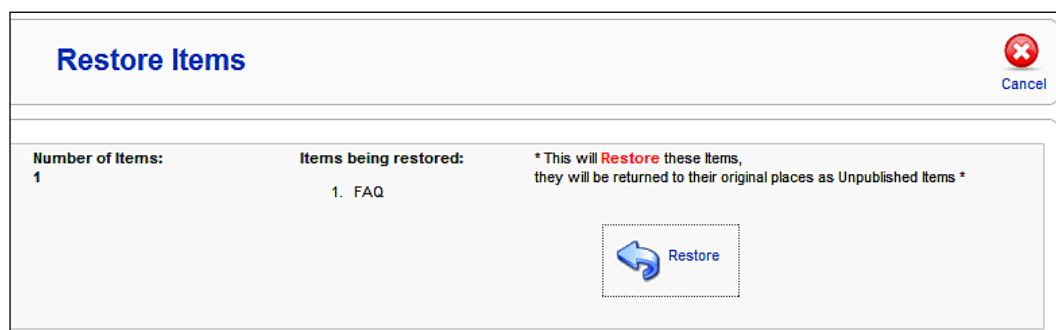 Restore Items
Cancel
Number of Items:
1
Items being restored:
1. FAQ
* This will Restore these Items,
they will be returned to their original places as Unpublished Items *
Restore